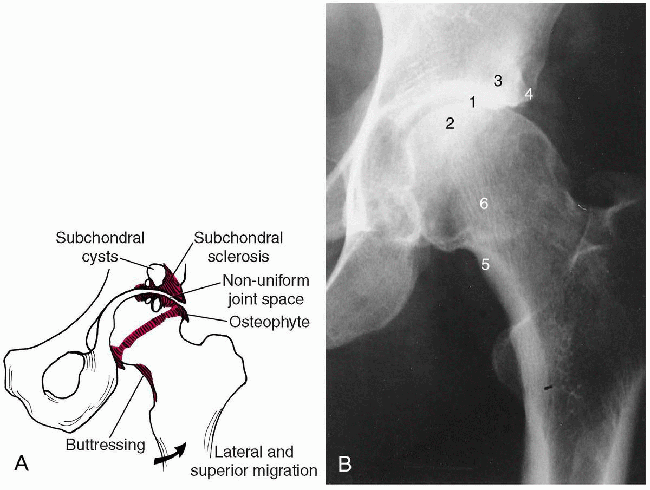 Subchondral
cysts
Subchondral
sclerosis
Non-uniform
joint space
Osteophyte
Buttressing
Lateral and
superior migration
A
3
4
1
2
6
5
B